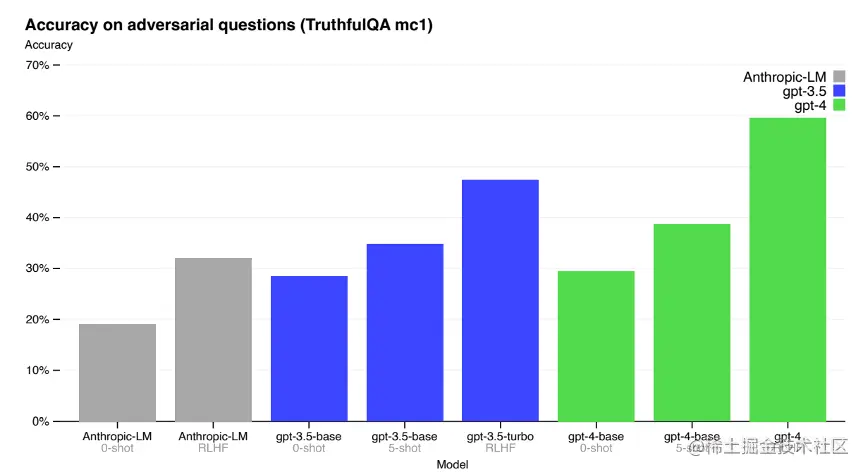 Accuracy on adversarial questions (TruthfulQA mc1)
Accuracy
70%
60%
50%
40%
30%
20%
10%
0%
Anthropic-LM
gpt-3.5
gpt-4
Anthropic-LM
0-shot
Anthropic-LM
RLHF
gpt-3.5-base
0-shot
gpt-3.5-base
5-shot
gpt-3.5-turbo
RLHF
gpt-4-base
0-shot
gpt-4-base
5-shot
gpt-4
Model
@稀土掘金技术社区